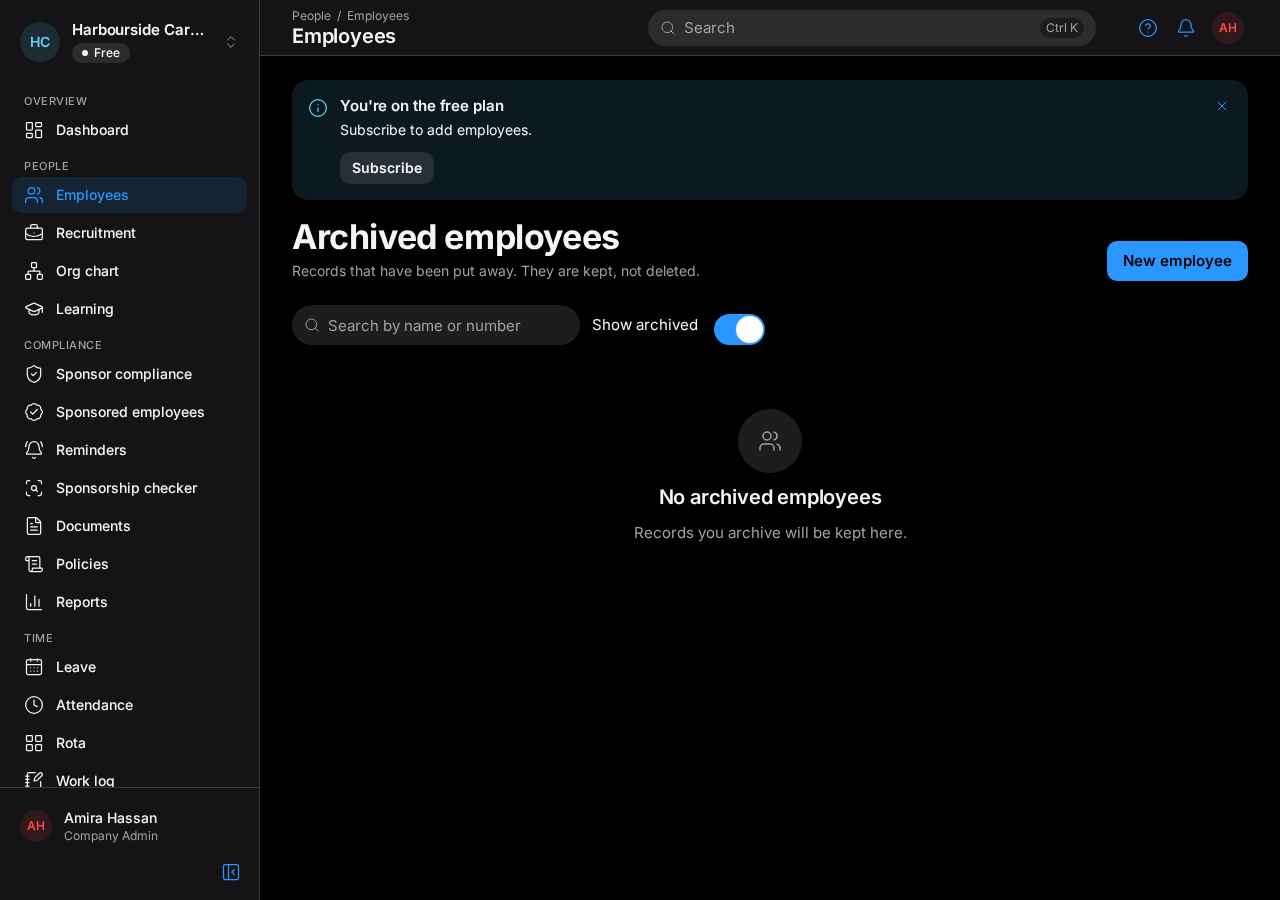 HC
Harbourside Car...
Free
OVERVIEW
Dashboard
PEOPLE
Employees
Recruitment
Org chart
Learning
COMPLIANCE
Sponsor compliance
Sponsored employees
Reminders
Sponsorship checker
Documents
Policies
Reports
TIME
Leave
Attendance
Rota
Work log
AH
Amira Hassan
Company Admin
People / Employees
Employees
Search
Ctrl K
AH
You're on the free plan
Subscribe to add employees.
Subscribe
Archived employees
Records that have been put away. They are kept, not deleted.
New employee
Search by name or number
Show archived
No archived employees
Records you archive will be kept here.